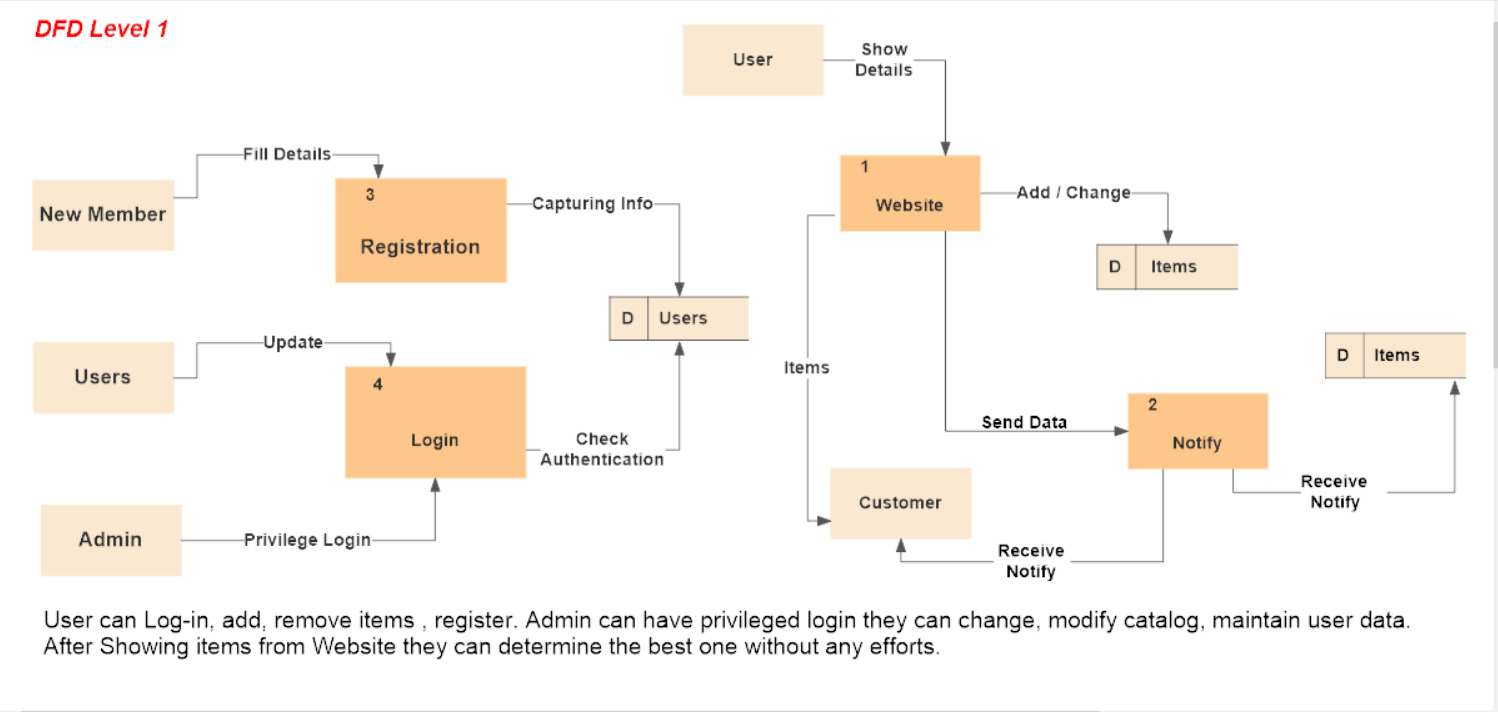 DFD Level 1
User
Show
Details
Fill Details
1
Website
3
Registration
New Member
Capturing Info
Add / Change
D Items
D Users
Update
Users
4
Login
Items
D Items
2
Notify
Send Data
Check
Authentication
Receive
Notify
Customer
Admin
Privilege Login
Receive
Notify
User can Log-in, add, remove items , register. Admin can have privileged login they can change, modify catalog, maintain user data.
After Showing items from Website they can determine the best one without any efforts.